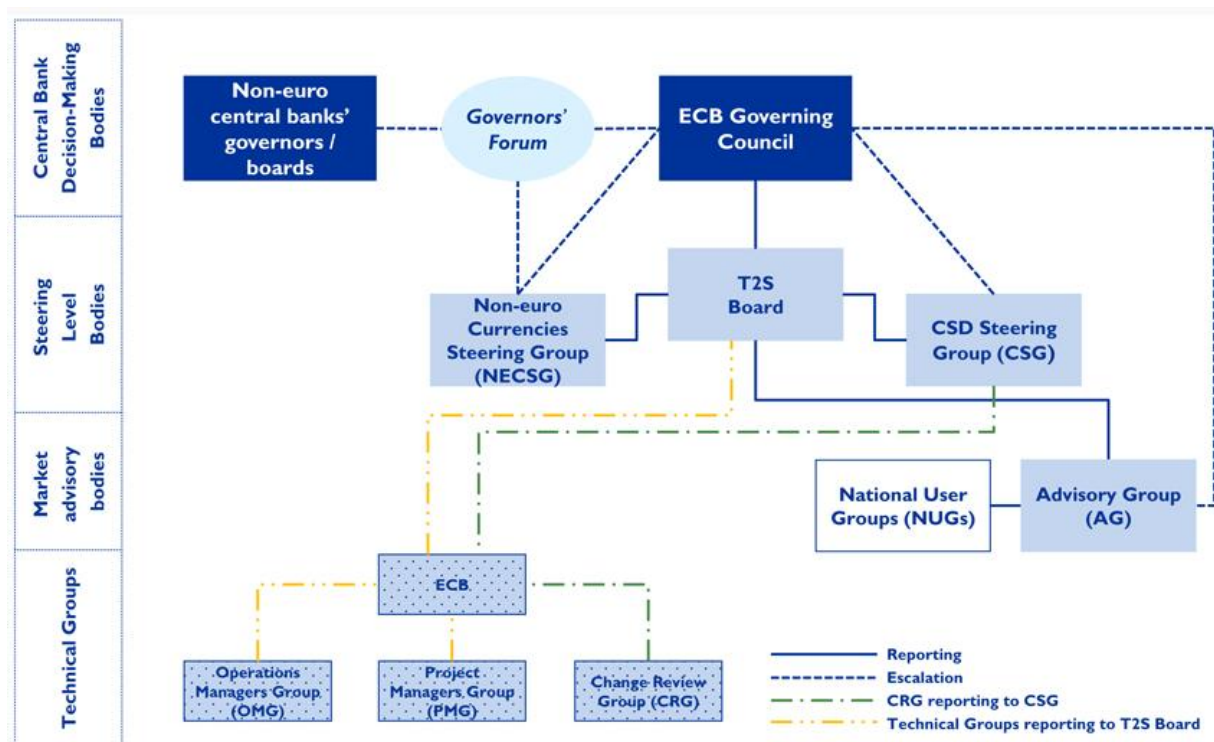 Central Bank
Decision-Making
Bodies
Non-euro
central banks’
governors /
boards
Governors’
Forum
ECB Governing
Council
Steering
Level
Bodies
T2S
Board
Non-euro
Currencies
Steering Group
(NECSG)
CSD Steering
Group (CSG)
Market
advisory
bodies
National User
Groups (NUGs)
Advisory Group
(AG)
Technical Groups
ECB
Operations
Managers Group
(OMG)
Project
Managers Group
(PMG)
Change Review
Group (CRG)
Reporting
Escalation
CRG reporting to CSG
Technical Groups reporting to T2S Board